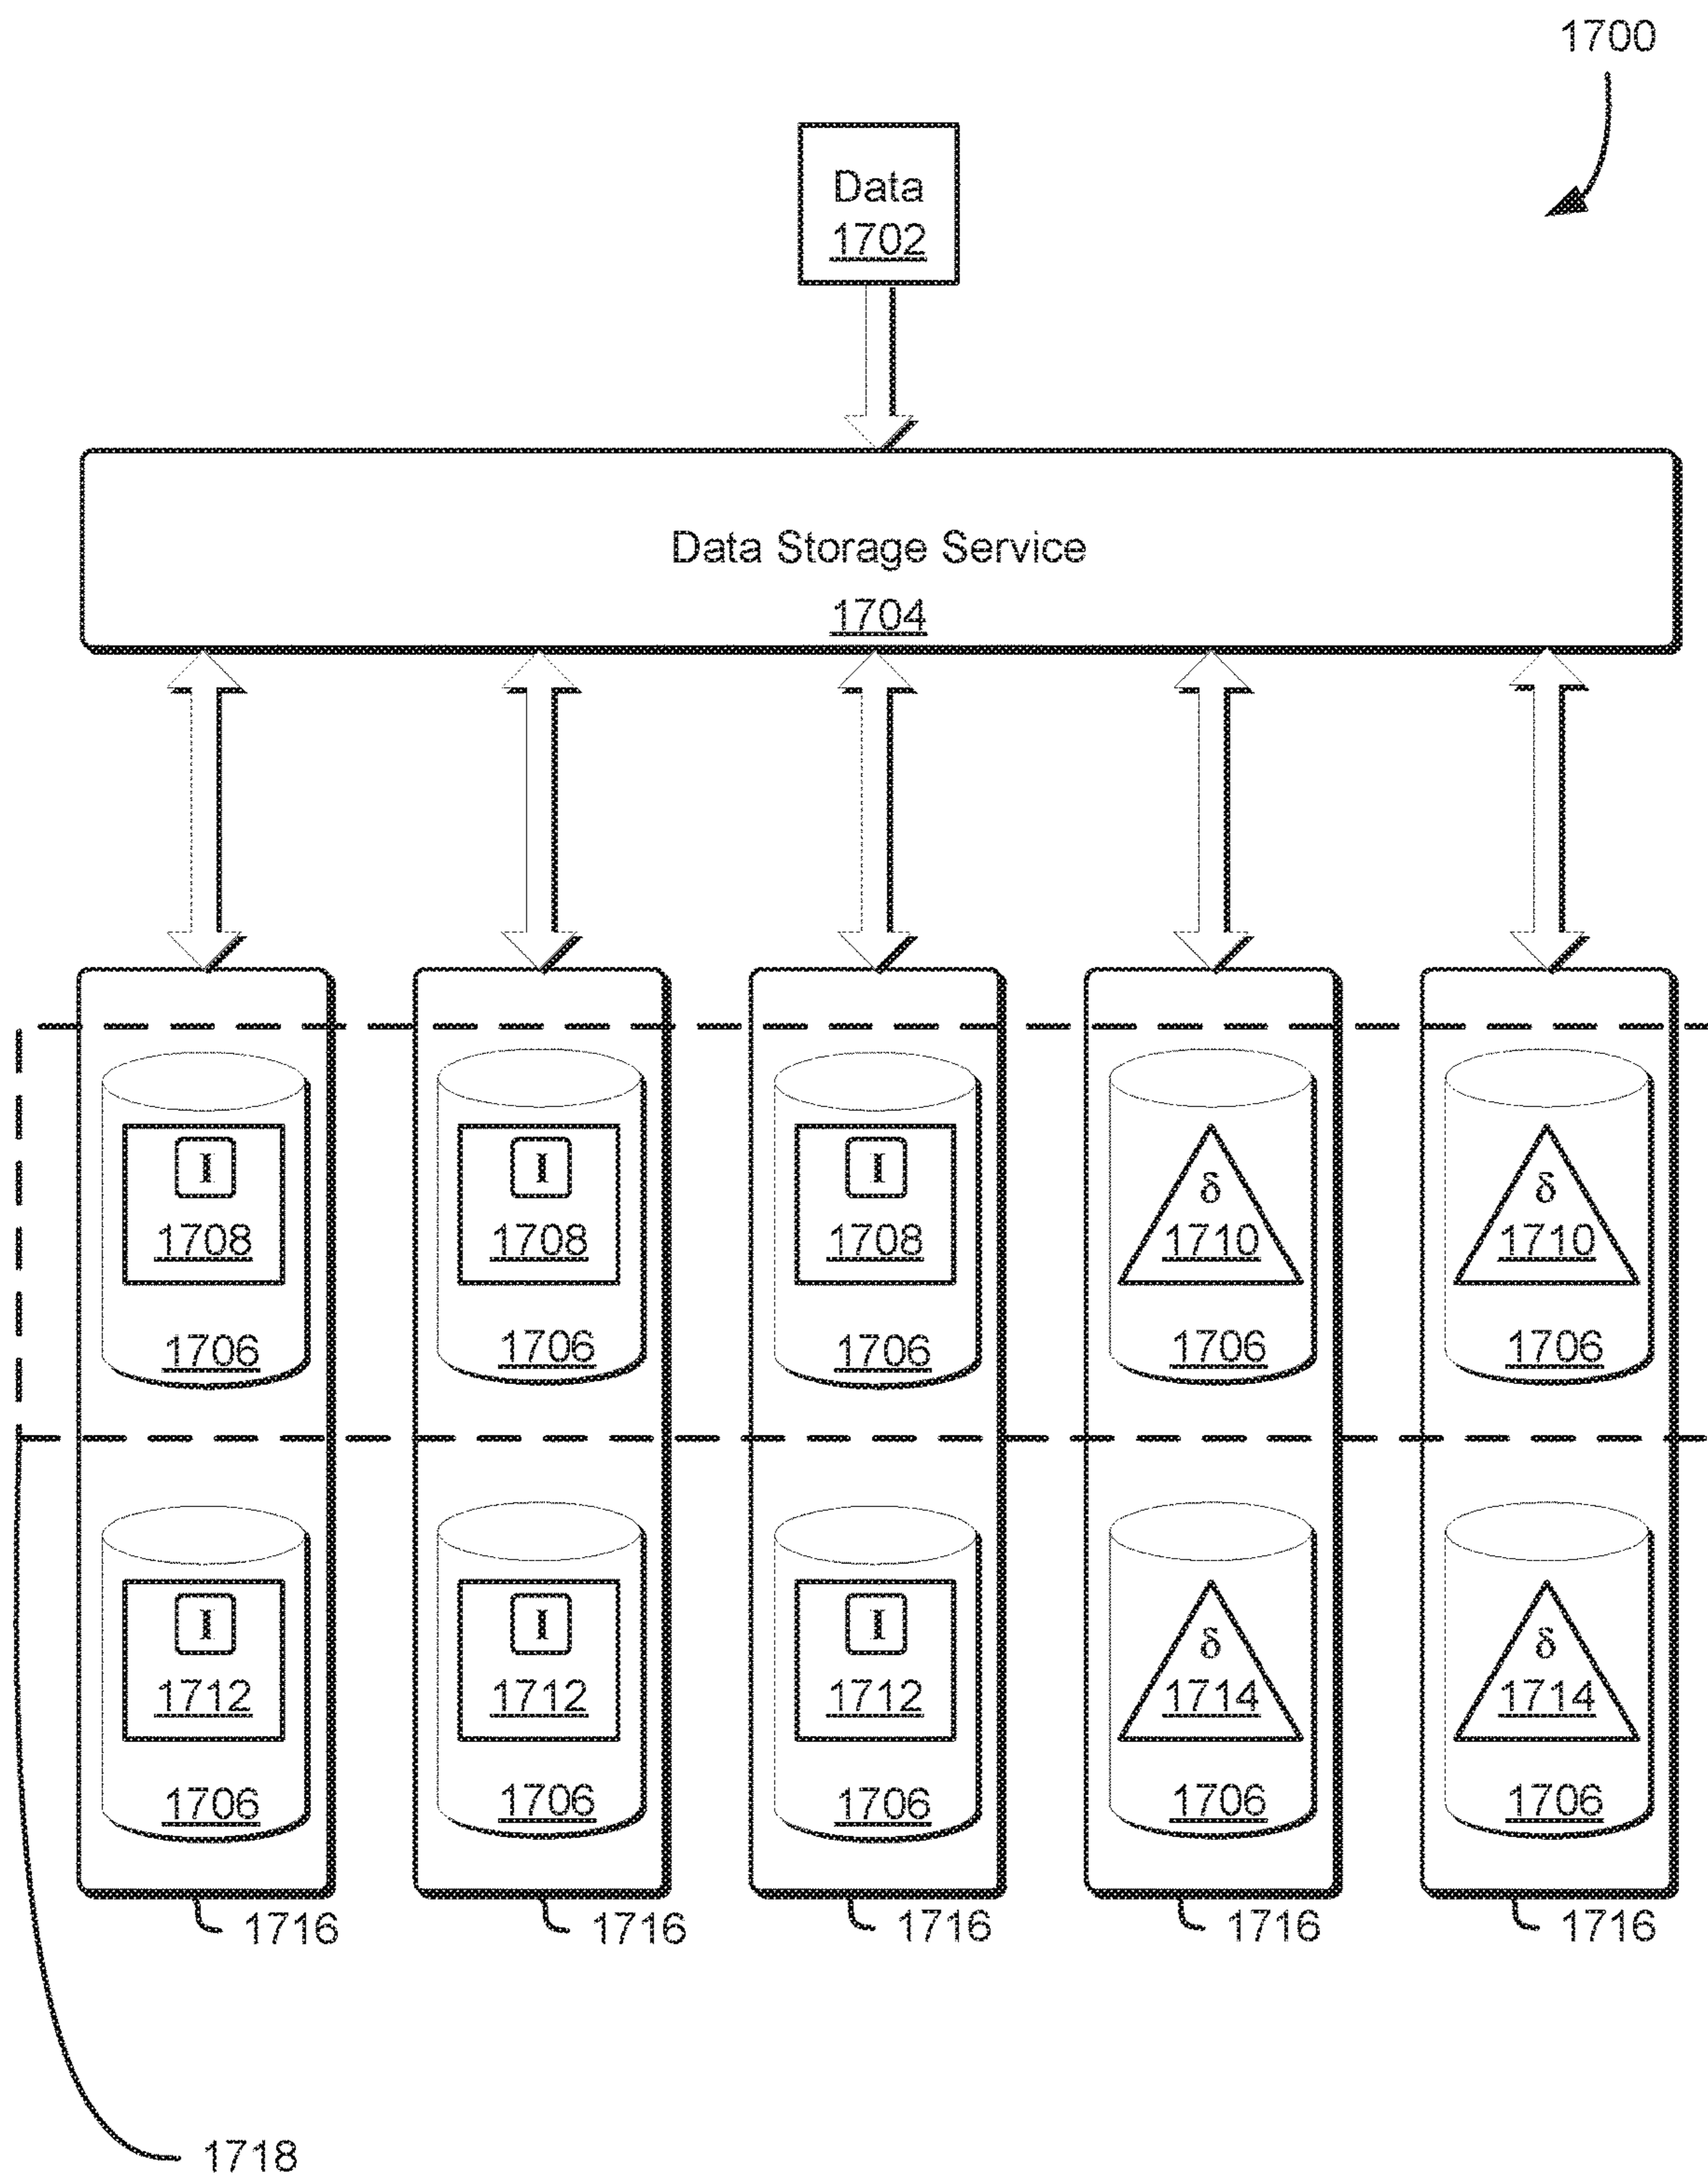 1700
Data
1702
Data Storage Service
1704
I I I δ δ
1708 1708 1708 1710 1710
1706 1706 1706 1706 1706
I I I δ δ
1712 1712 1712 1714 1714
1706 1706 1706 1706 1706
1716 1716 1716 1716 1716
1718